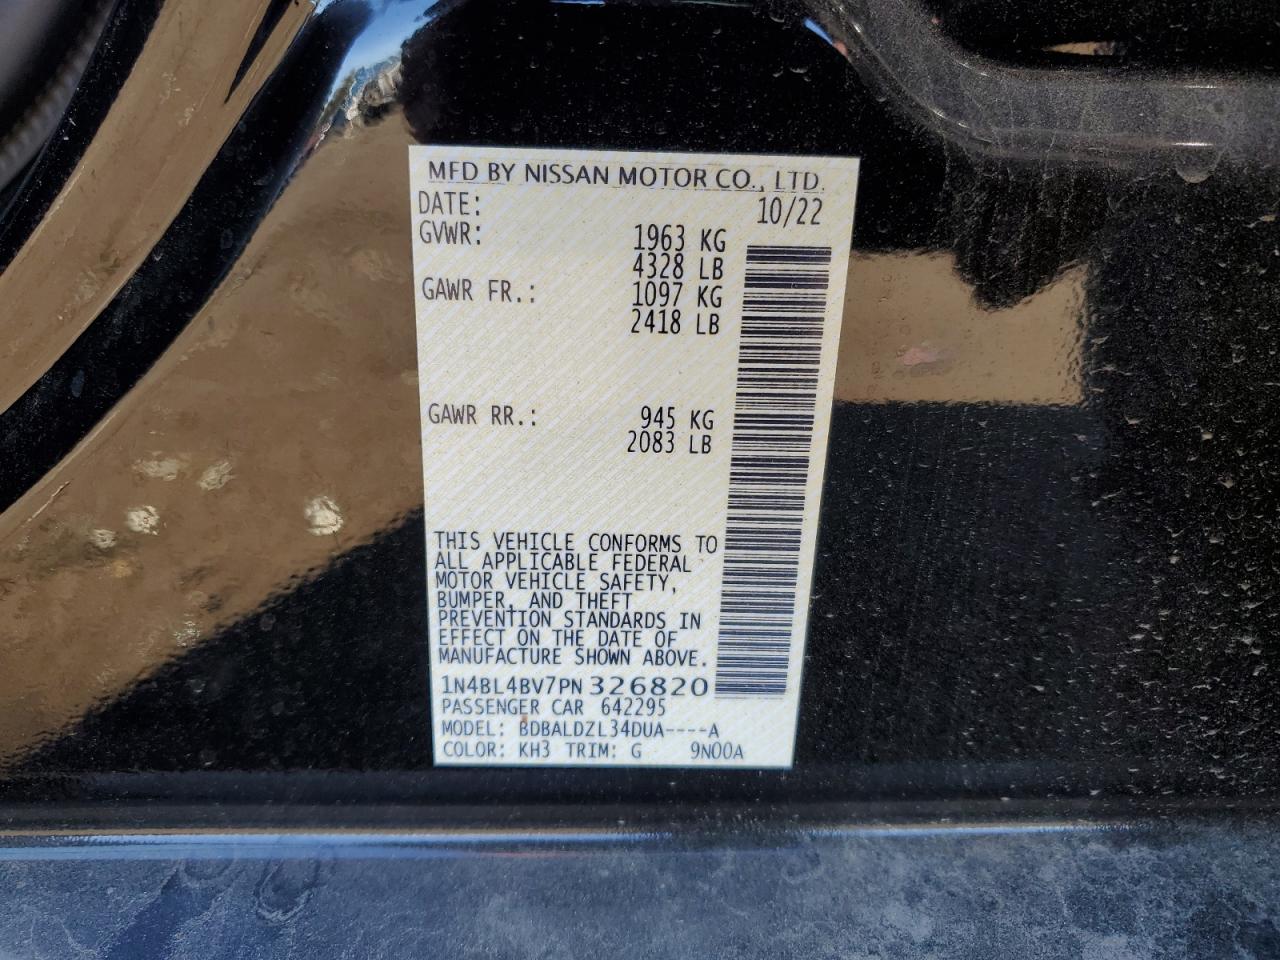 MFD BY NISSAN MOTOR CO., LTD.
DATE: 10/22
GVWR: 1963 KG
4328 LB
GAWR FR.: 1097 KG
2418 LB
GAWR RR.: 945 KG
2083 LB
THIS VEHICLE CONFORMS TO
ALL APPLICABLE FEDERAL
MOTOR VEHICLE SAFETY,
BUMPER, AND THEFT
PREVENTION STANDARDS IN
EFFECT ON THE DATE OF
MANUFACTURE SHOWN ABOVE.
1N4BL4BV7PN326820
PASSENGER CAR 642295
MODEL: BDBALDZL34DUA----A
COLOR: KH3 TRIM: G 9N00A